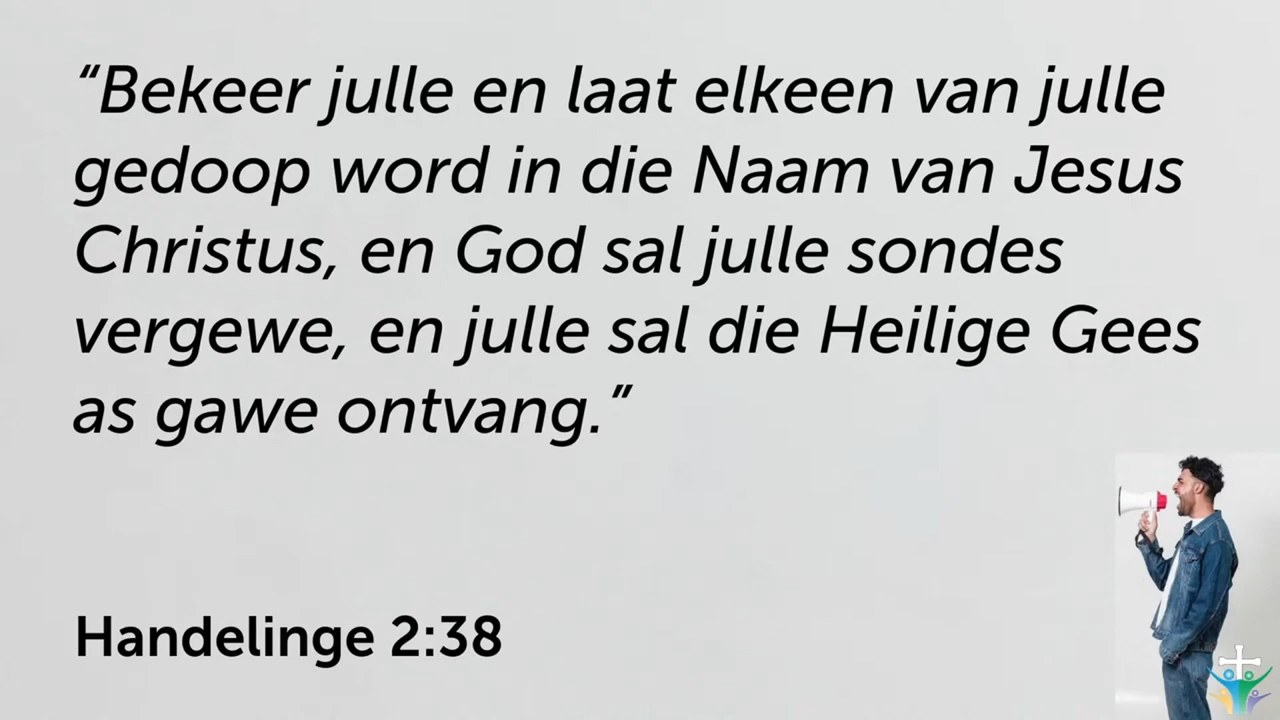 “Bekeer julle en laat elkeen van julle
gedoop word in die Naam van Jesus
Christus, en God sal julle sondes
vergewe, en julle sal die Heilige Gees
as gawe ontvang.”
Handelinge 2:38